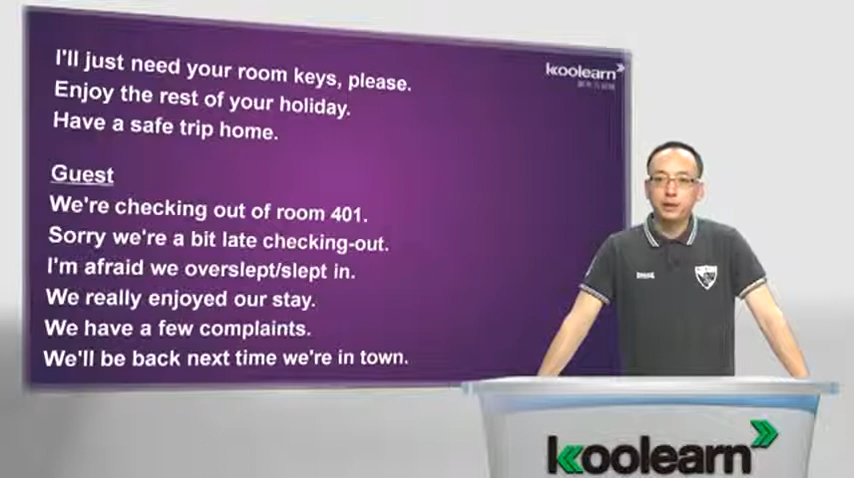 I'll just need your room keys, please.
Enjoy the rest of your holiday.
Have a safe trip home.
Guest
We're checking out of room 401.
Sorry we're a bit late checking-out.
I'm afraid we overslept/slept in.
We really enjoyed our stay.
We have a few complaints.
We'll be back next time we're in town.
koolearn
koolearn